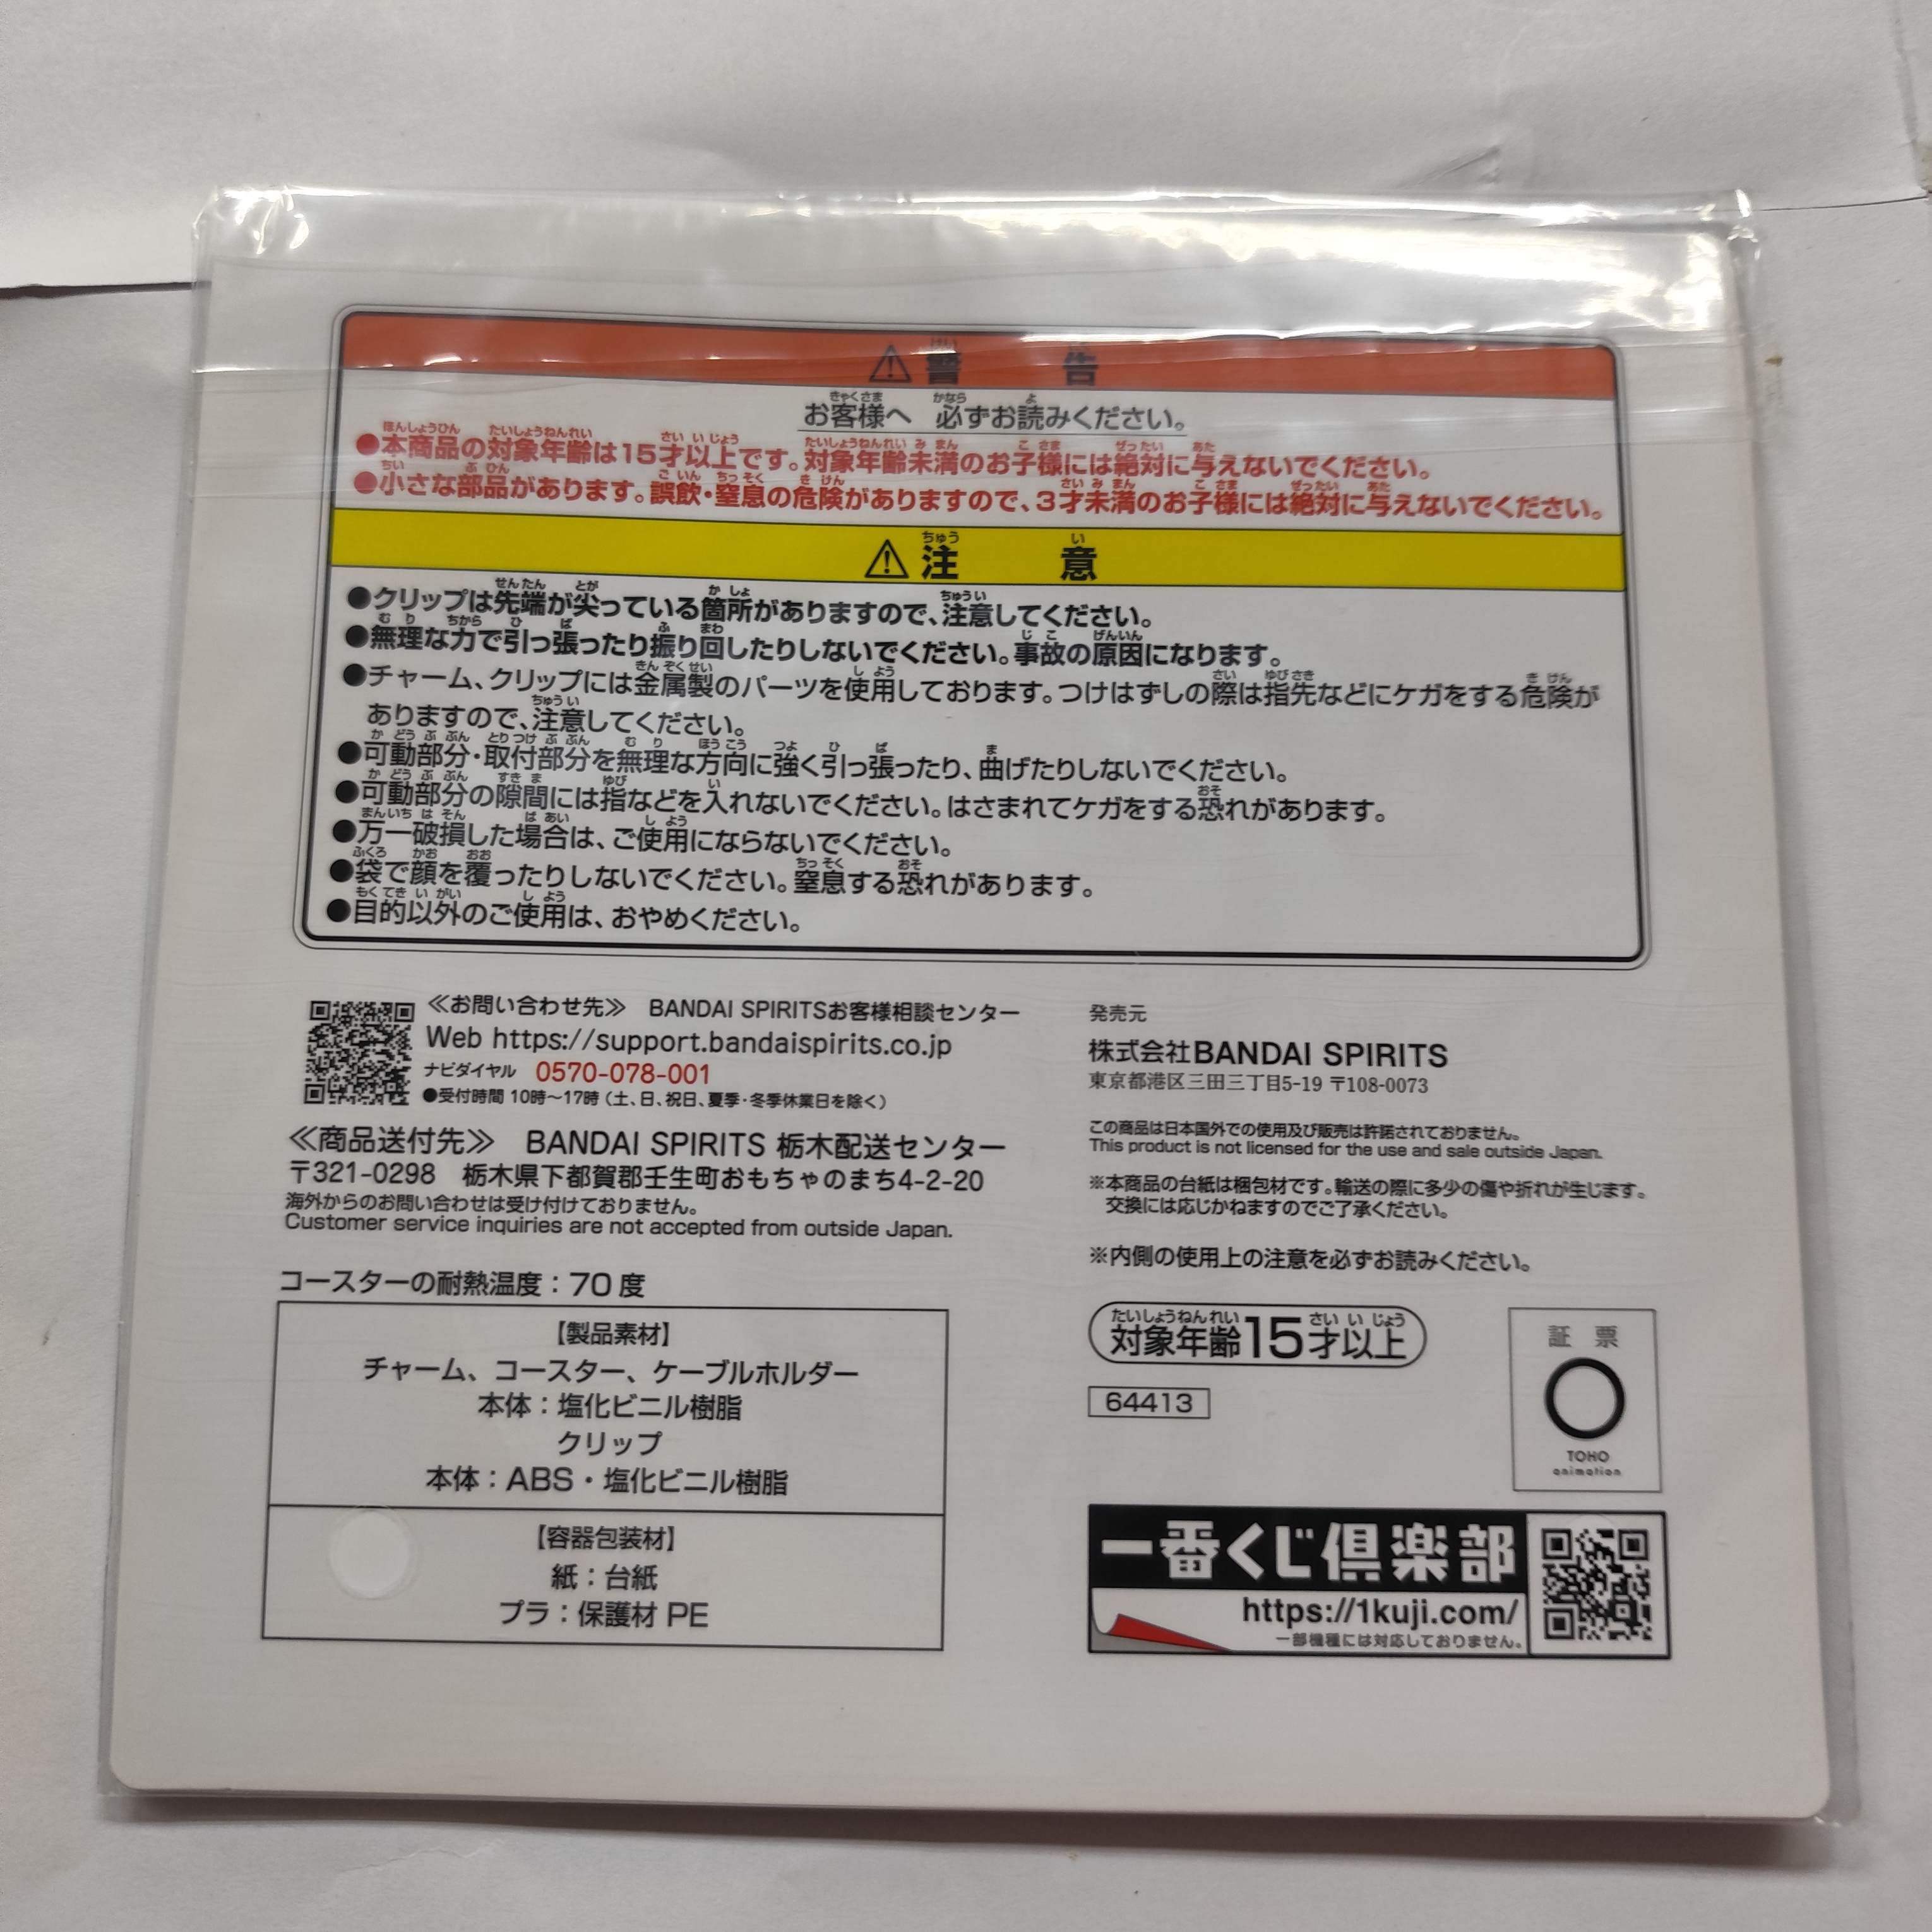 ⚠警告
お客様へ 必ずお読みください。
●本商品の対象年齢は15才以上です。対象年齢未満のお子様には絶対に与えないでください。
●小さな部品があります。誤飲・窒息の危険がありますので、3才未満のお子様には絶対に与えないでください。
⚠注意
●クリップは先端が尖っている箇所がありますので、注意してください。
●無理な力で引っ張ったり振り回したりしないでください。事故の原因になります。
●チャーム、クリップには金属製のパーツを使用しております。つけはずしの際は指先などにケガをする危険が
ありますので、注意してください。
●可動部分・取付部分を無理な方向に強く引っ張ったり、曲げたりしないでください。
●可動部分の隙間には指などを入れないでください。はさまれてケガをする恐れがあります。
●万一破損した場合は、ご使用にならないでください。
●袋で顔を覆ったりしないでください。窒息する恐れがあります。
●目的以外のご使用は、おやめください。
≪お問い合わせ先≫ BANDAI SPIRITSお客様相談センター
Web https://support.bandaispirits.co.jp
ナビダイヤル 0570-078-001
●受付時間 10時〜17時（土、日、祝日、夏季・冬季休業日を除く）
≪商品送付先≫ BANDAI SPIRITS 栃木配送センター
〒321-0298 栃木県下都賀郡壬生町おもちゃのまち4-2-20
海外からのお問い合わせは受け付けておりません。
Customer service inquiries are not accepted from outside Japan.
コースターの耐熱温度：70度
【製品素材】
チャーム、コースター、ケーブルホルダー
本体：塩化ビニル樹脂
クリップ
本体：ABS・塩化ビニル樹脂
【容器包装材】
紙：台紙
プラ：保護材 PE
発売元
株式会社BANDAI SPIRITS
東京都港区三田三丁目5-19 〒108-0073
この商品は日本国外での使用及び販売は許諾されておりません。
This product is not licensed for the use and sale outside Japan.
※本商品の台紙は梱包材です。輸送の際に多少の傷や折れが生じます。
交換には応じかねますのでご了承ください。
※内側の使用上の注意を必ずお読みください。
対象年齢15才以上
64413
証票
TOHO
animation
一番くじ倶楽部
https://1kuji.com/
一部機種には対応しておりません。